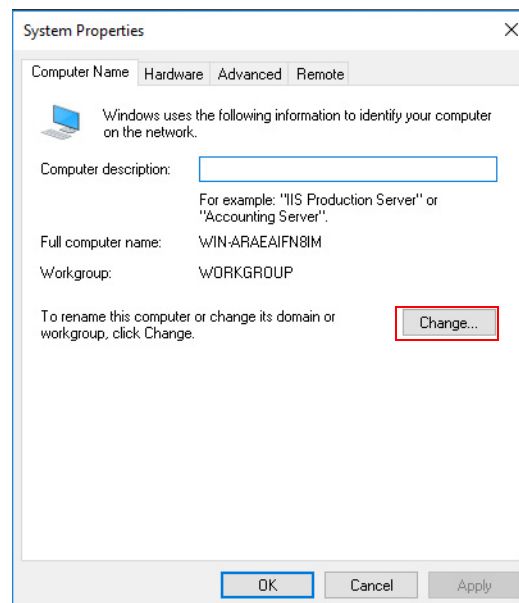 System Properties
Computer Name Hardware Advanced Remote
Windows uses the following information to identify your computer
on the network.
Computer description:
For example: "IIS Production Server" or
"Accounting Server".
Full computer name: WIN-ARAEAIFN8IM
Workgroup: WORKGROUP
To rename this computer or change its domain or
workgroup, click Change.
Change...
OK Cancel Apply